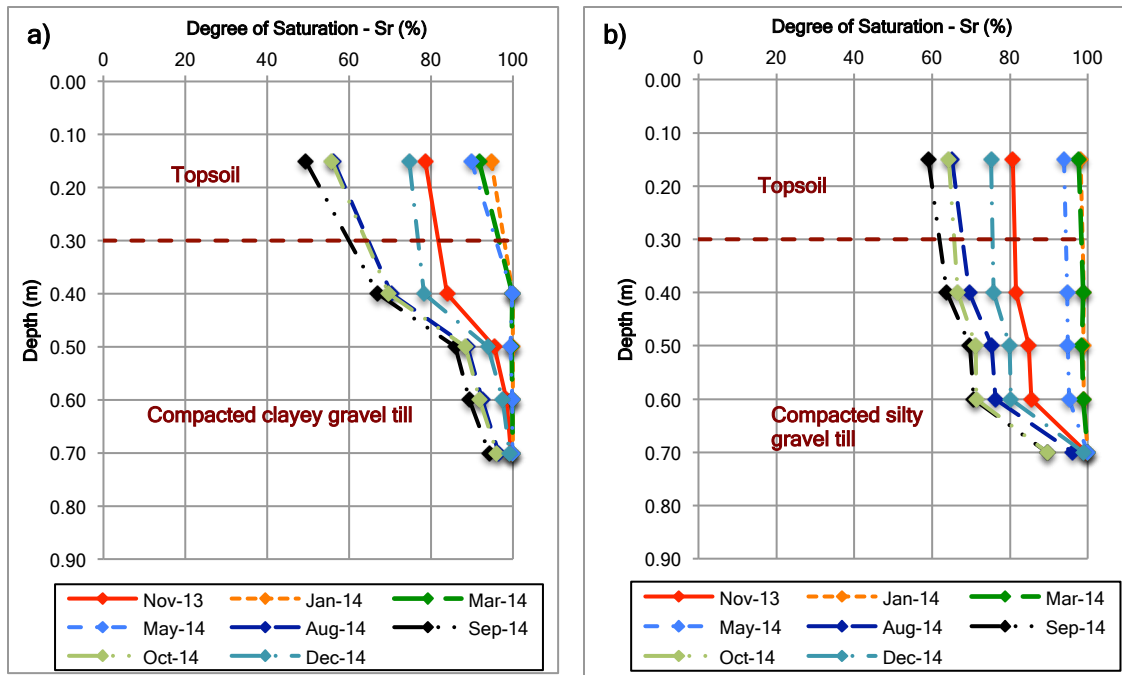 a)
Degree of Saturation - Sr (%)
0 20 40 60 80 100
0.00
0.10
0.20
0.30
0.40
0.50
0.60
0.70
0.80
0.90
Depth (m)
Topsoil
Compacted clayey gravel till
Nov-13 Jan-14 Mar-14
May-14 Aug-14 Sep-14
Oct-14 Dec-14
b)
Degree of Saturation - Sr (%)
0 20 40 60 80 100
0.00
0.10
0.20
0.30
0.40
0.50
0.60
0.70
0.80
0.90
Depth (m)
Topsoil
Compacted silty
gravel till
Nov-13 Jan-14 Mar-14
May-14 Aug-14 Sep-14
Oct-14 Dec-14